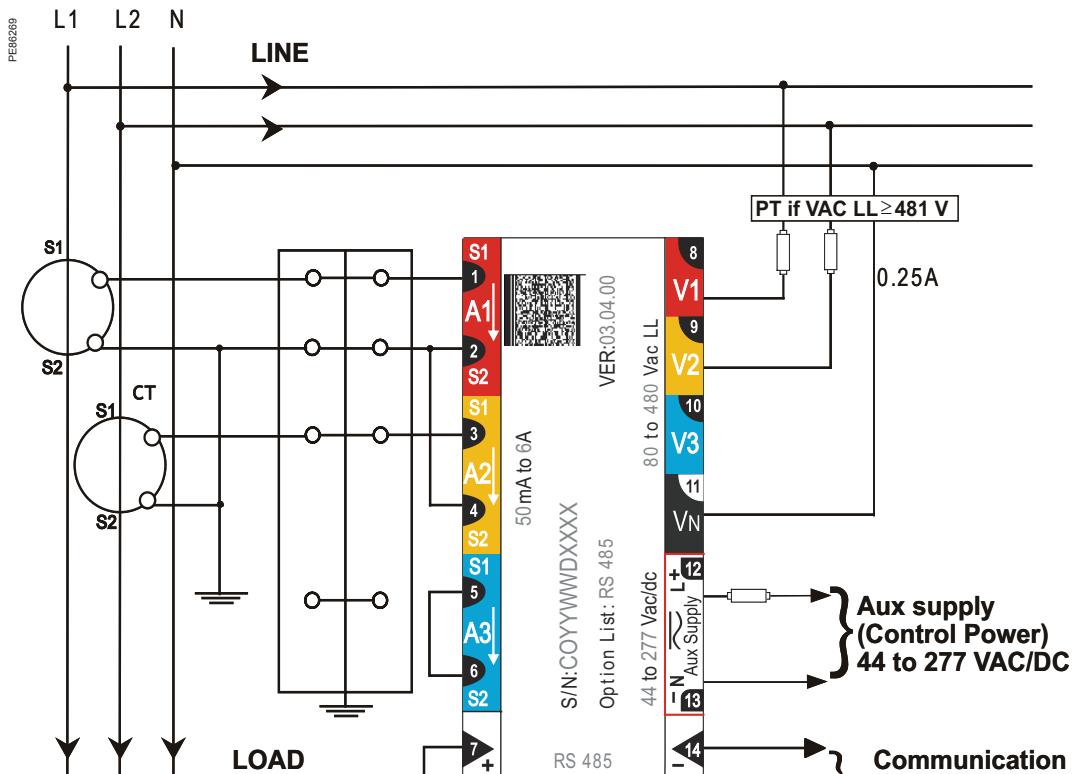 PE86269
L1 L2 N
LINE
PT if VAC LL ≥ 481 V
0.25A
S1
S2
CT
S1
S2
S1
1
A1
2
S2
S1
3
A2
4
S2
S1
5
A3
6
S2
7
+
50mA to 6A
VER:03.04.00
S/N:COYYWWDXXXX
Option List: RS 485
RS 485
80 to 480 Vac LL
44 to 277 Vac/dc
8
V1
9
V2
10
V3
11
VN
12
L+
Aux Supply
–N
13
14
–
Aux supply
(Control Power)
44 to 277 VAC/DC
LOAD
Communication